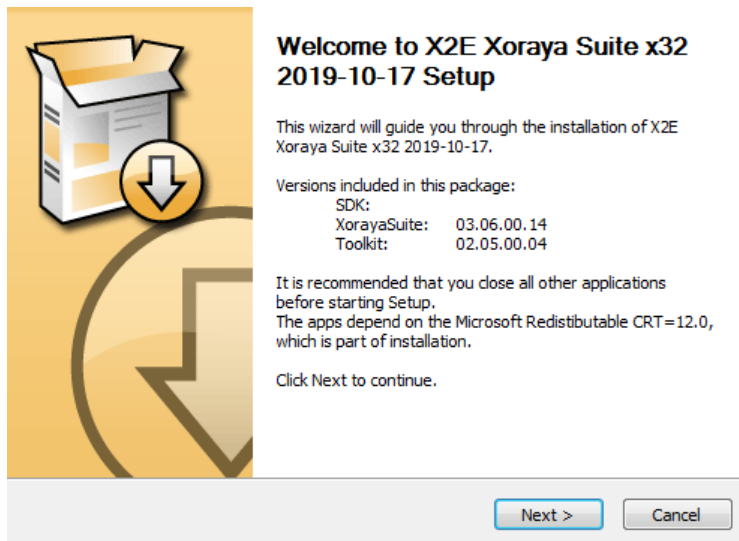 Welcome to X2E Xoraya Suite x32
2019-10-17 Setup
This wizard will guide you through the installation of X2E
Xoraya Suite x32 2019-10-17.
Versions included in this package:
SDK:
XorayaSuite: 03.06.00.14
Toolkit: 02.05.00.04
It is recommended that you close all other applications
before starting Setup.
The apps depend on the Microsoft Redistibutable CRT=12.0,
which is part of installation.
Click Next to continue.
Next >
Cancel